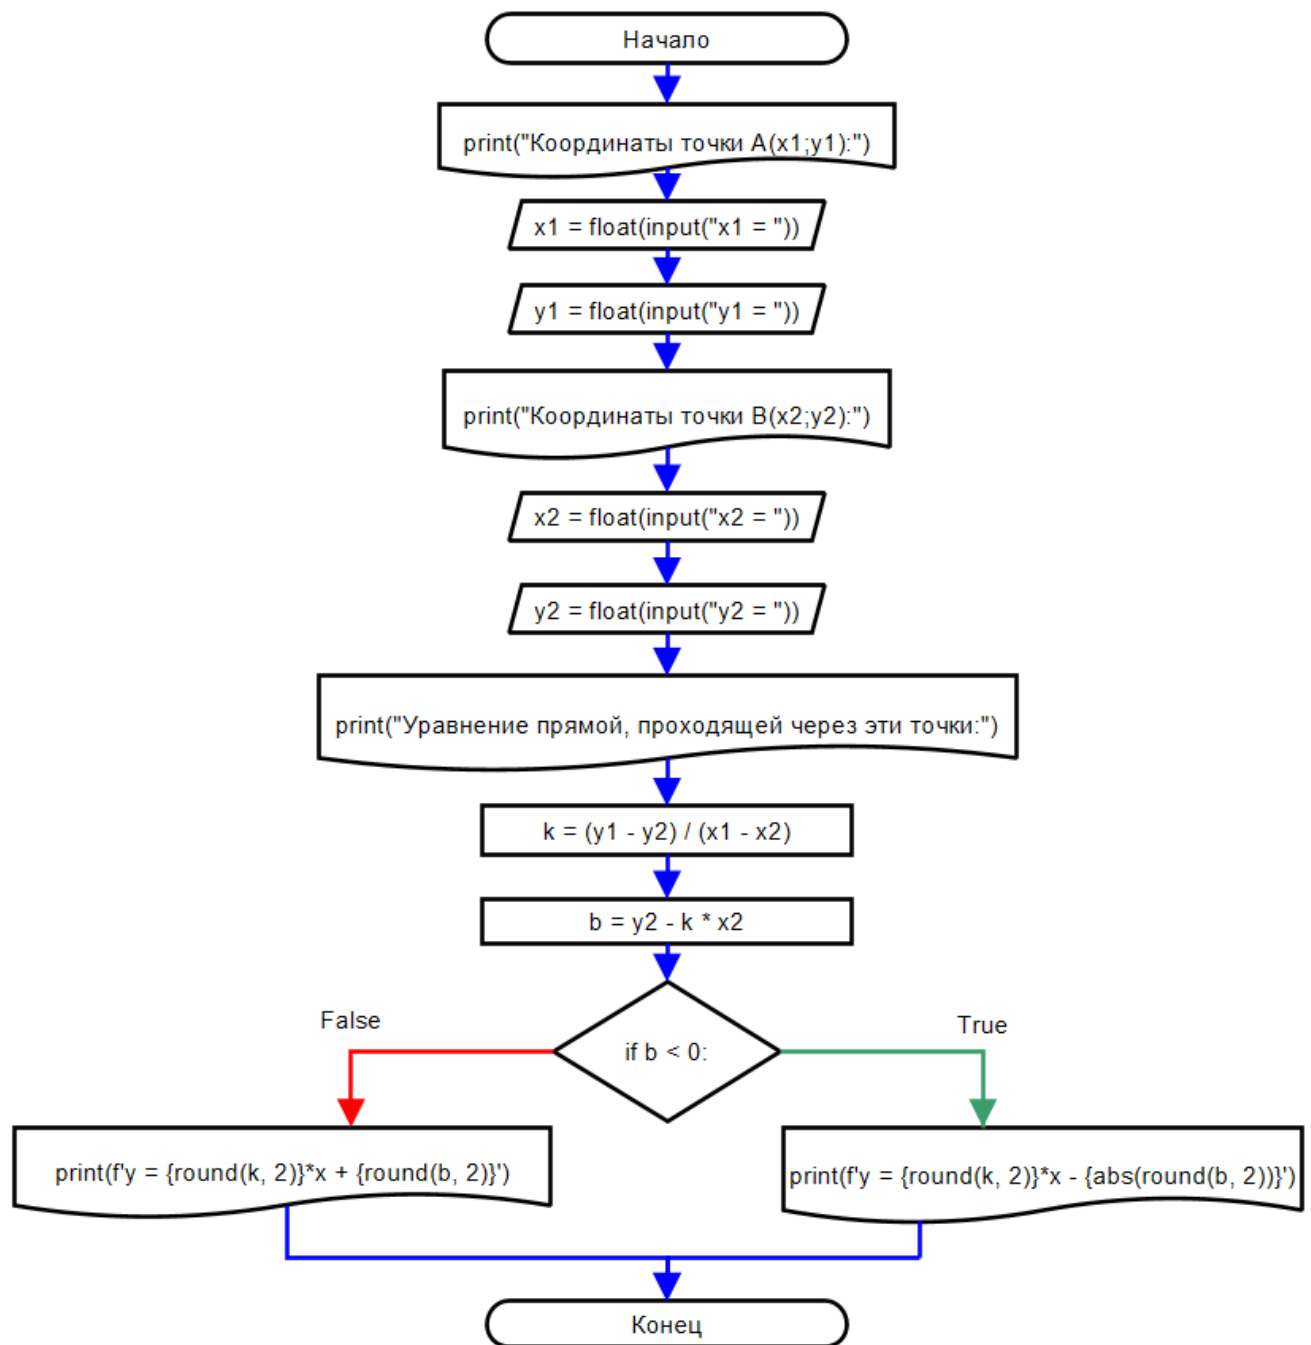 Начало
print("Координаты точки A(x1;y1):")
x1 = float(input("x1 = "))
y1 = float(input("y1 = "))
print("Координаты точки B(x2;y2):")
x2 = float(input("x2 = "))
y2 = float(input("y2 = "))
print("Уравнение прямой, проходящей через эти точки:")
k = (y1 - y2) / (x1 - x2)
b = y2 - k * x2
False
True
if b < 0:
print(f'y = {round(k, 2)}*x + {round(b, 2)}')
print(f'y = {round(k, 2)}*x - {abs(round(b, 2))}')
Конец